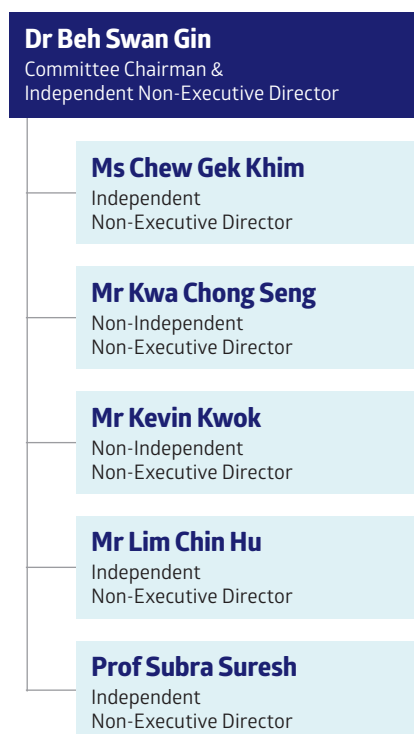 Dr Beh Swan Gin
Committee Chairman &
Independent Non-Executive Director
Ms Chew Gek Khim
Independent
Non-Executive Director
Mr Kwa Chong Seng
Non-Independent
Non-Executive Director
Mr Kevin Kwok
Non-Independent
Non-Executive Director
Mr Lim Chin Hu
Independent
Non-Executive Director
Prof Subra Suresh
Independent
Non-Executive Director